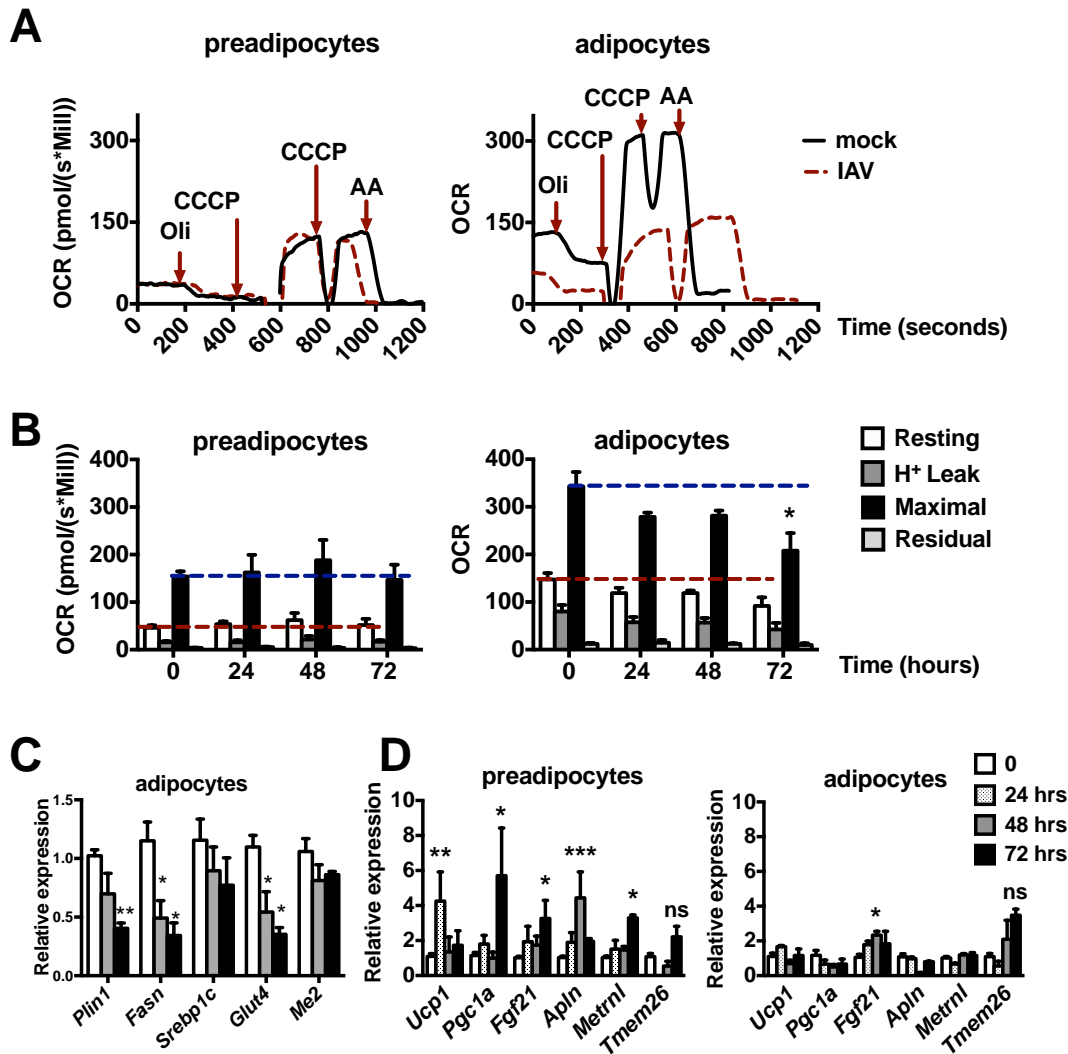 A
preadipocytes
adipocytes
OCR (pmol/(s*Mill))
300
150
0
Oli
CCCP
CCCP
AA
0
200
400
600
800
1000
1200
OCR
300
150
0
Oli
CCCP
CCCP
AA
0
200
400
600
800
1000
1200
mock
IAV
Time (seconds)
B
preadipocytes
adipocytes
OCR (pmol/(s*Mill))
400
300
200
100
0
0
24
48
72
OCR
400
300
200
100
0
*
0
24
48
72
Resting
H+ Leak
Maximal
Residual
Time (hours)
C
adipocytes
Relative expression
1.5
1.0
0.5
0.0
**
*
*
*
*
Plin1
Fasn
Srebp1c
Glut4
Me2
D
preadipocytes
Relative expression
10
8
6
4
2
0
**
*
*
***
*
ns
Ucp1
Pgc1a
Fgf21
Apln
Metrnl
Tmem26
adipocytes
Relative expression
10
8
6
4
2
0
*
ns
Ucp1
Pgc1a
Fgf21
Apln
Metrnl
Tmem26
0
24 hrs
48 hrs
72 hrs